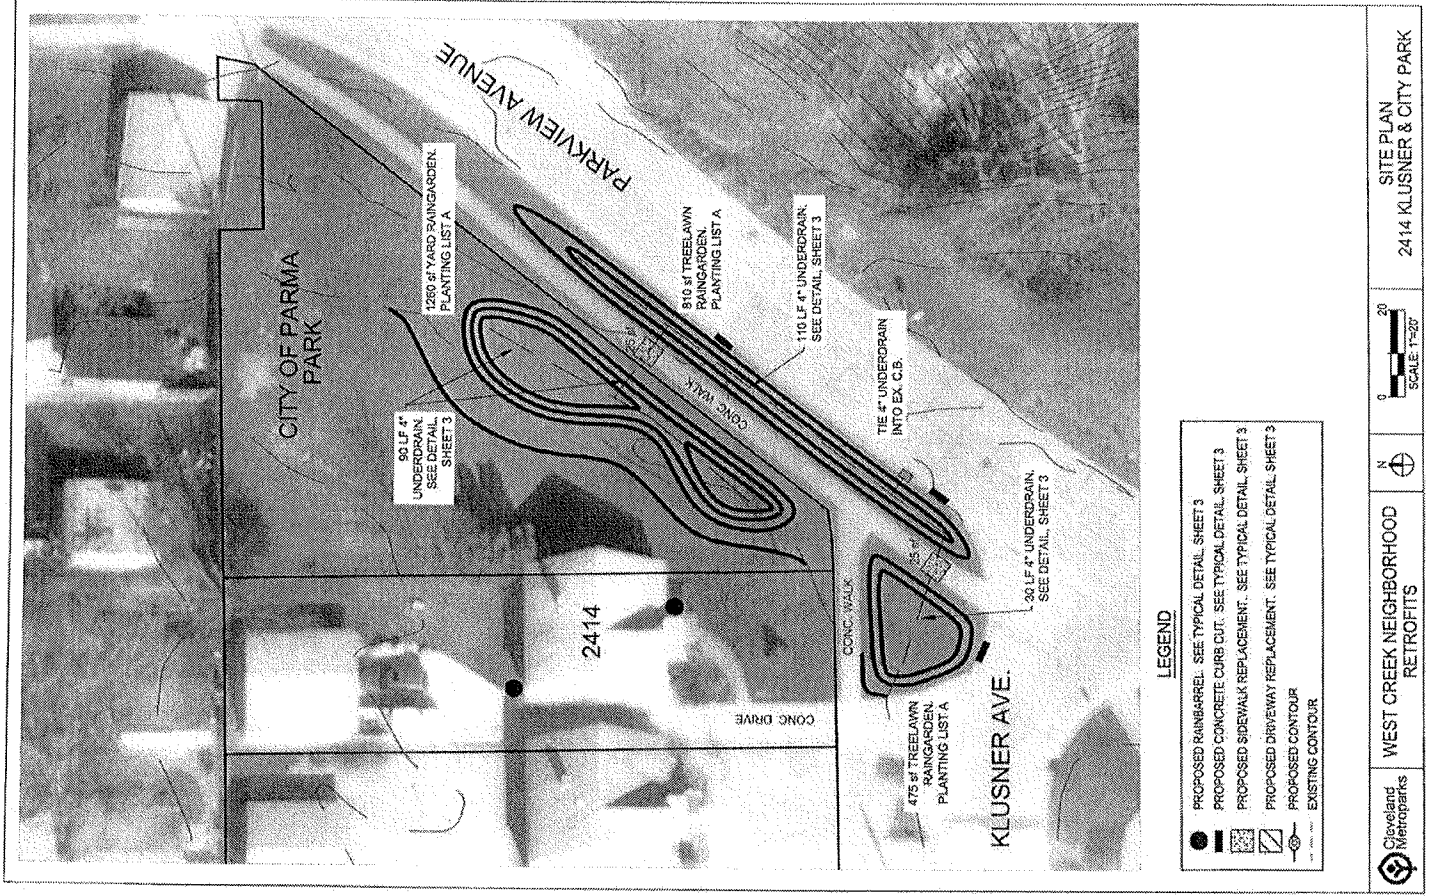 PARKVIEW AVENUE
CITY OF PARMA
PARK
1260 sf YARD RAINGARDEN.
PLANTING LIST A
90 LF 4"
UNDERDRAIN.
SEE DETAIL,
SHEET 3
810 sf TREELAWN
RAINGARDEN.
PLANTING LIST A
110 LF 4" UNDERDRAIN.
SEE DETAIL, SHEET 3
CONC. WALK
TIE 4" UNDERDRAIN
INTO EX. C.B.
25 sf
30 LF 4" UNDERDRAIN.
SEE DETAIL, SHEET 3
2414
CONC. WALK
CONC. DRIVE
475 sf TREELAWN
RAINGARDEN.
PLANTING LIST A
KLUSNER AVE.
LEGEND
PROPOSED RAINBARREL. SEE TYPICAL DETAIL, SHEET 3
PROPOSED CONCRETE CURB CUT. SEE TYPICAL DETAIL, SHEET 3
PROPOSED SIDEWALK REPLACEMENT. SEE TYPICAL DETAIL, SHEET 3
PROPOSED DRIVEWAY REPLACEMENT. SEE TYPICAL DETAIL, SHEET 3
PROPOSED CONTOUR
EXISTING CONTOUR
Cleveland
Metroparks
WEST CREEK NEIGHBORHOOD
RETROFITS
N
0 20
SCALE: 1"=20'
SITE PLAN
2414 KLUSNER & CITY PARK